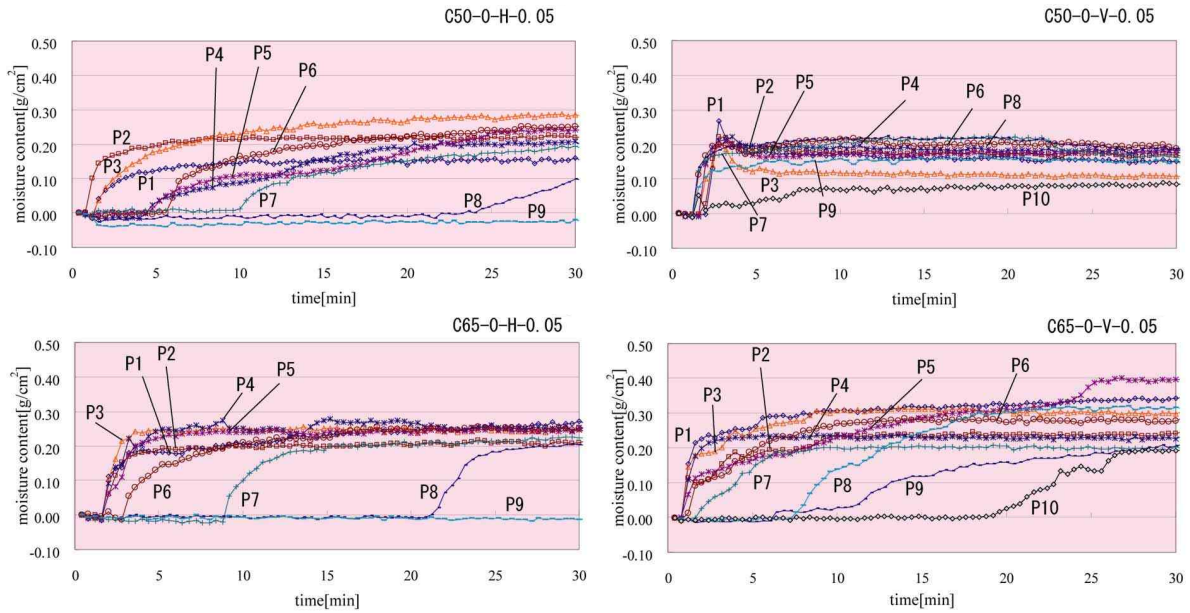 C50-O-H-0.05
moisture content[g/cm²]
0.50
0.40
0.30
0.20
0.10
0.00
-0.10
P4
P5
P6
P2
P3
P1
P7
P8
P9
0 5 10 15 20 25 30
time[min]
C50-O-V-0.05
moisture content[g/cm²]
0.50
0.40
0.30
0.20
0.10
0.00
-0.10
P1
P2
P5
P4
P6
P8
P3
P7
P9
P10
0 5 10 15 20 25 30
time[min]
C65-O-H-0.05
moisture content[g/cm²]
0.50
0.40
0.30
0.20
0.10
0.00
-0.10
P2
P1
P4
P5
P3
P6
P7
P8
P9
0 5 10 15 20 25 30
time[min]
C65-O-V-0.05
moisture content[g/cm²]
0.50
0.40
0.30
0.20
0.10
0.00
-0.10
P2
P3
P4
P5
P6
P1
P7
P8
P9
P10
0 5 10 15 20 25 30
time[min]